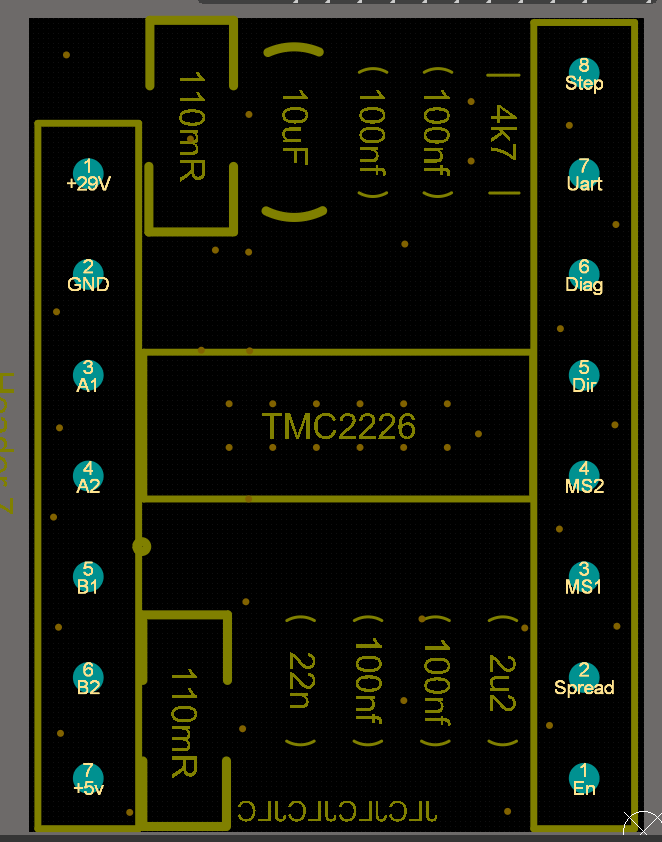 110mR
10uF
(100nf)
(100nf)
4k7
1
+29V
2
GND
3
A1
4
A2
5
B1
6
B2
7
+5v
8
Step
7
Uart
6
Diag
5
Dir
4
MS2
3
MS1
2
Spread
1
En
TMC2226
110mR
22n
100nf
100nf
2u2
JLCJLCJLCJLC
Header 7